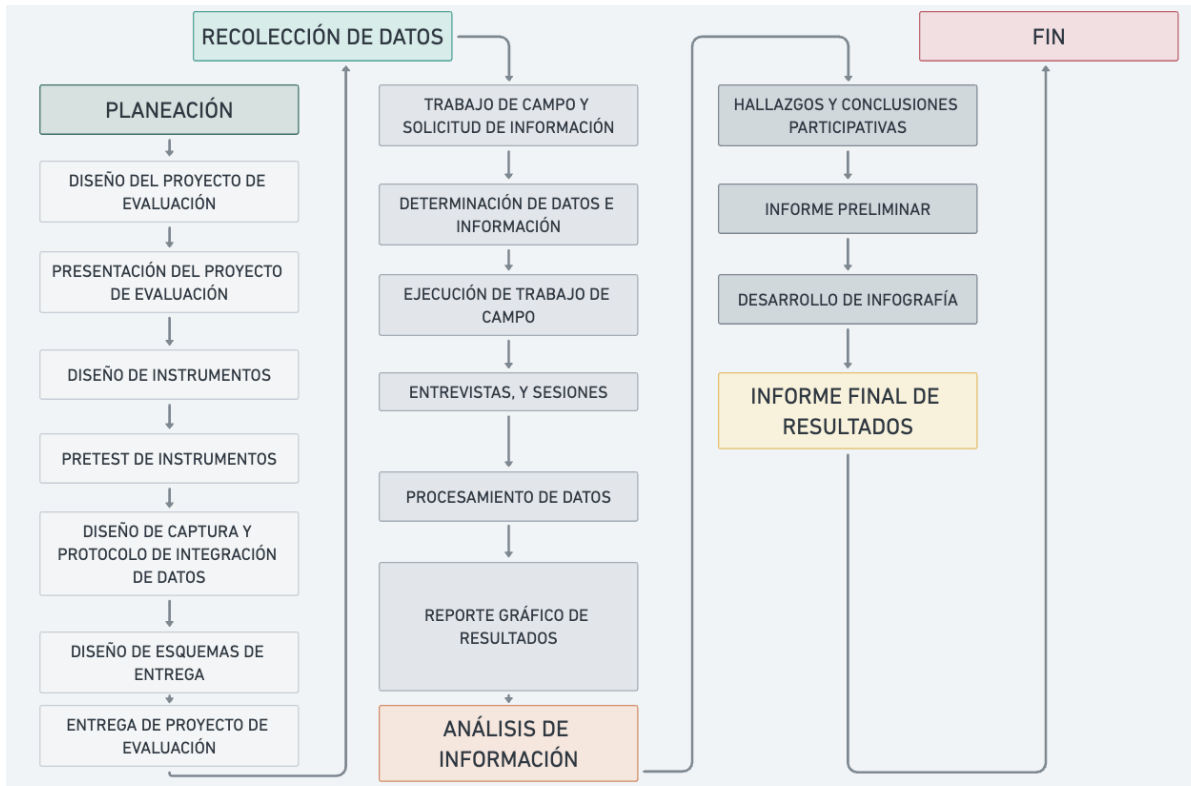 PLANEACIÓN
DISEÑO DEL PROYECTO DE
EVALUACIÓN
PRESENTACIÓN DEL PROYECTO
DE EVALUACIÓN
DISEÑO DE INSTRUMENTOS
PRETEST DE INSTRUMENTOS
DISEÑO DE CAPTURA Y
PROTOCOLO DE INTEGRACIÓN
DE DATOS
DISEÑO DE ESQUEMAS DE
ENTREGA
ENTREGA DE PROYECTO DE
EVALUACIÓN
RECOLECCIÓN DE DATOS
TRABAJO DE CAMPO Y
SOLICITUD DE INFORMACIÓN
DETERMINACIÓN DE DATOS E
INFORMACIÓN
EJECUCIÓN DE TRABAJO DE
CAMPO
ENTREVISTAS, Y SESIONES
PROCESAMIENTO DE DATOS
REPORTE GRÁFICO DE
RESULTADOS
ANÁLISIS DE
INFORMACIÓN
HALLAZGOS Y CONCLUSIONES
PARTICIPATIVAS
INFORME PRELIMINAR
DESARROLLO DE INFOGRAFÍA
INFORME FINAL DE
RESULTADOS
FIN